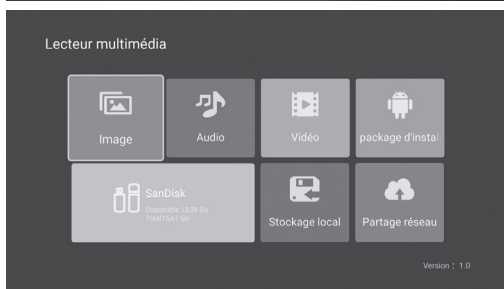 Lecteur multimédia
Image
Audio
Vidéo
package d'instal
SanDisk
Disponible 13,38 Go
Total13,67 Go
Stockage local
Partage réseau
Version : 1.0